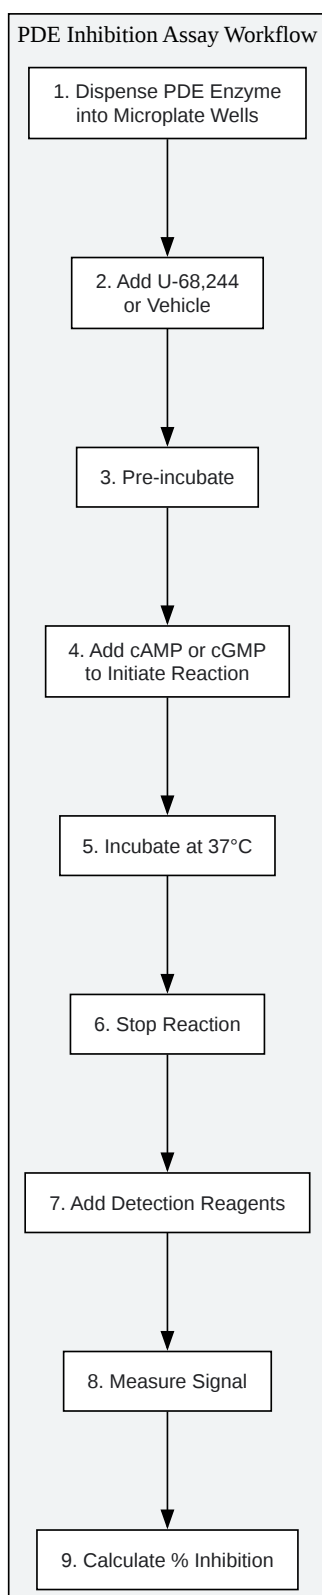 PDE Inhibition Assay Workflow
1. Dispense PDE Enzyme
into Microplate Wells
2. Add U-68,244
or Vehicle
3. Pre-incubate
4. Add cAMP or cGMP
to Initiate Reaction
5. Incubate at 37°C
6. Stop Reaction
7. Add Detection Reagents
8. Measure Signal
9. Calculate % Inhibition